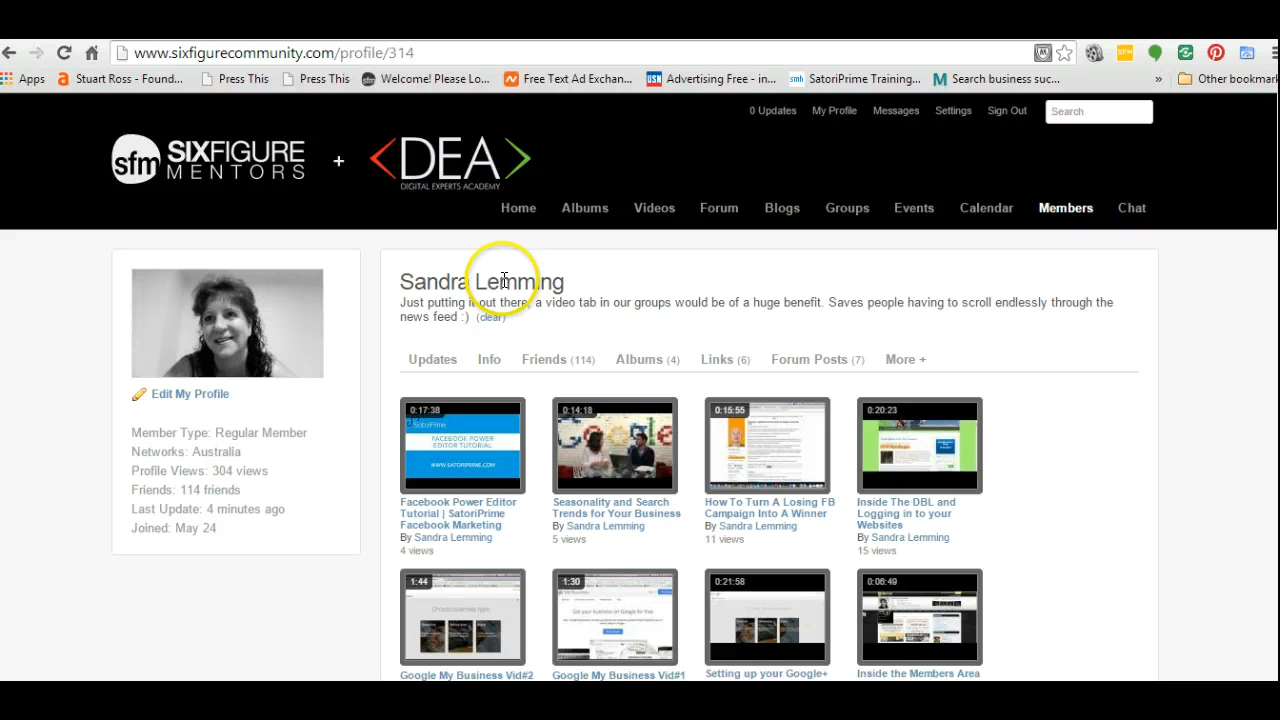 www.sixfigurecommunity.com/profile/314
Apps Stuart Ross - Found... Press This Press This Welcome! Please Lo... Free Text Ad Exchan... Advertising Free - in... SatoriPrime Training... Search business suc... » Other bookmark
0 Updates My Profile Messages Settings Sign Out Search
sfm SIXFIGURE MENTORS + <DEA> DIGITAL EXPERTS ACADEMY
Home Albums Videos Forum Blogs Groups Events Calendar Members Chat
Sandra Lemming
Just putting it out there, a video tab in our groups would be of a huge benefit. Saves people having to scroll endlessly through the
news feed :) (clear)
Updates Info Friends (114) Albums (4) Links (6) Forum Posts (7) More +
Edit My Profile
Member Type: Regular Member
Networks: Australia
Profile Views: 304 views
Friends: 114 friends
Last Update: 4 minutes ago
Joined: May 24
0:17:38
SatoriPrime
FACEBOOK POWER
EDITOR TUTORIAL
WWW.SATORIPRIME.COM
Facebook Power Editor
Tutorial | SatoriPrime
Facebook Marketing
By Sandra Lemming
4 views
0:14:18
Seasonality and Search
Trends for Your Business
By Sandra Lemming
5 views
0:15:55
How To Turn A Losing FB
Campaign Into A Winner
By Sandra Lemming
11 views
0:20:23
Inside The DBL and
Logging in to your
Websites
By Sandra Lemming
15 views
1:44
Google My Business Vid#2
1:30
Google My Business Vid#1
0:21:58
Setting up your Google+
0:08:49
Inside the Members Area